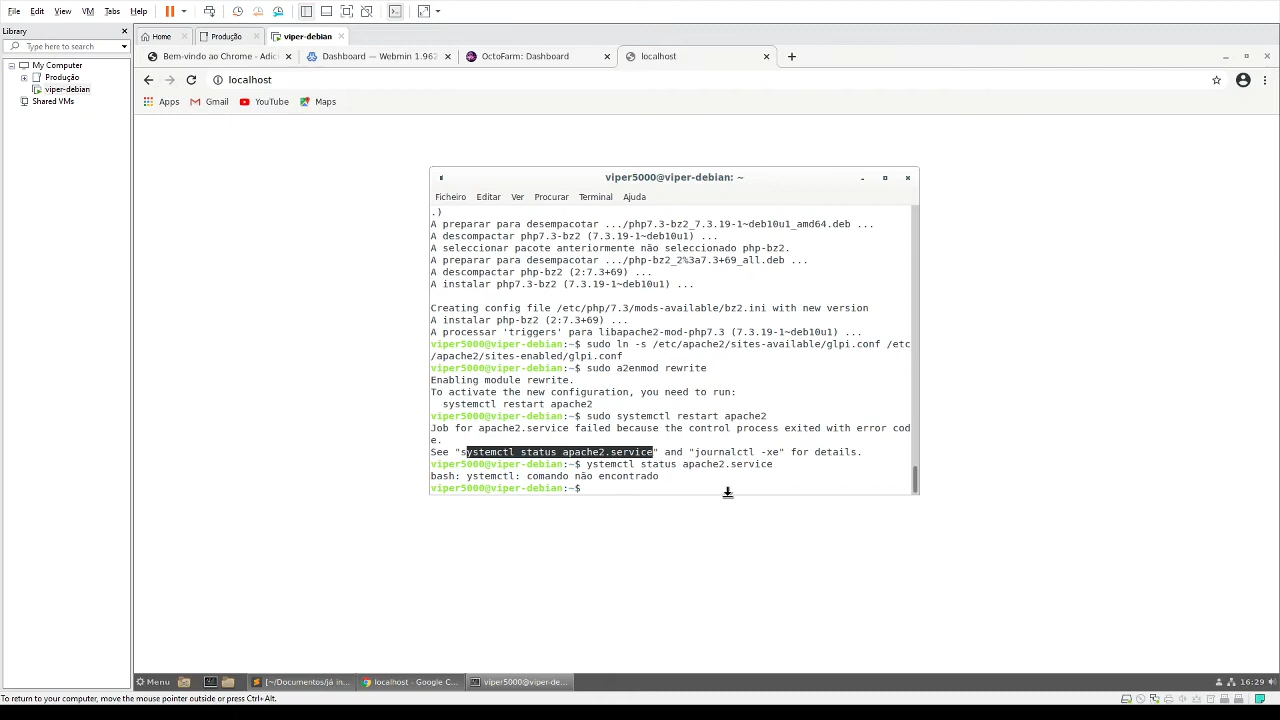 File Edit View VM Tabs Help
Library
Type here to search
My Computer
Produção
viper-debian
Shared VMs
Home
Produção
viper-debian
Bem-vindo ao Chrome - Adic
Dashboard — Webmin 1.962
OctoFarm: Dashboard
localhost
localhost
Apps
Gmail
YouTube
Maps
viper5000@viper-debian: ~
Ficheiro Editar Ver Procurar Terminal Ajuda
.)
A preparar para desempacotar .../php7.3-bz2_7.3.19-1~deb10u1_amd64.deb ...
A descompactar php7.3-bz2 (7.3.19-1~deb10u1) ...
A seleccionar pacote anteriormente não seleccionado php-bz2.
A preparar para desempacotar .../php-bz2_2%3a7.3+69_all.deb ...
A descompactar php-bz2 (2:7.3+69) ...
A instalar php7.3-bz2 (7.3.19-1~deb10u1) ...
Creating config file /etc/php/7.3/mods-available/bz2.ini with new version
A instalar php-bz2 (2:7.3+69) ...
A processar 'triggers' para libapache2-mod-php7.3 (7.3.19-1~deb10u1) ...
viper5000@viper-debian:~$ sudo ln -s /etc/apache2/sites-available/glpi.conf /etc
/apache2/sites-enabled/glpi.conf
viper5000@viper-debian:~$ sudo a2enmod rewrite
Enabling module rewrite.
To activate the new configuration, you need to run:
systemctl restart apache2
viper5000@viper-debian:~$ sudo systemctl restart apache2
Job for apache2.service failed because the control process exited with error cod
e.
See "systemctl status apache2.service" and "journalctl -xe" for details.
viper5000@viper-debian:~$ ystemctl status apache2.service
bash: ystemctl: comando não encontrado
viper5000@viper-debian:~$
Menu
[~/Documentos/já in...
localhost - Google C...
viper5000@viper-de...
16:29
To return to your computer, move the mouse pointer outside or press Ctrl+Alt.